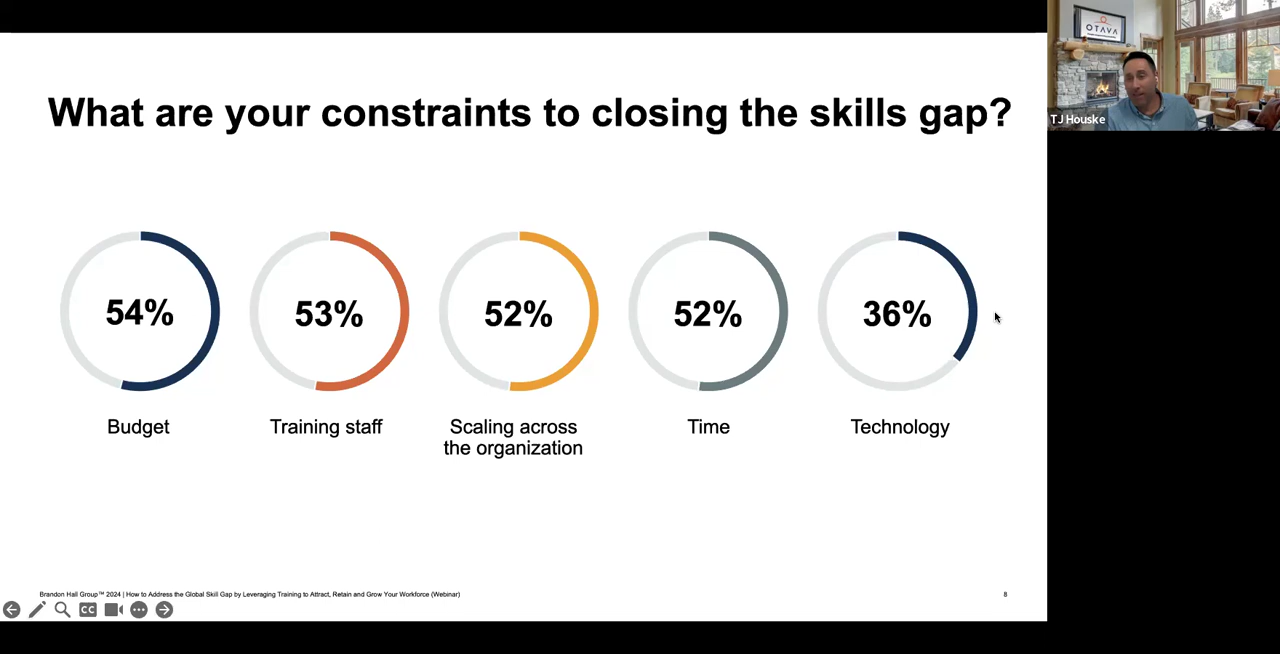 What are your constraints to closing the skills gap?
54%
53%
52%
52%
36%
Budget
Training staff
Scaling across
the organization
Time
Technology
Brandon Hall Group™ 2024 | How to Address the Global Skill Gap by Leveraging Training to Attract, Retain and Grow Your Workforce (Webinar)
8
CC
OTAVA
TJ Houske